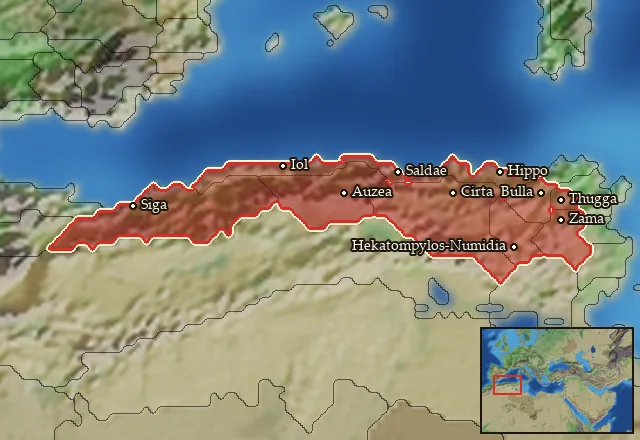 Iol
Saldae
Hippo
Auzea
Cirta
Bulla
Thugga
Siga
Zama
Hekatompylos-Numidia